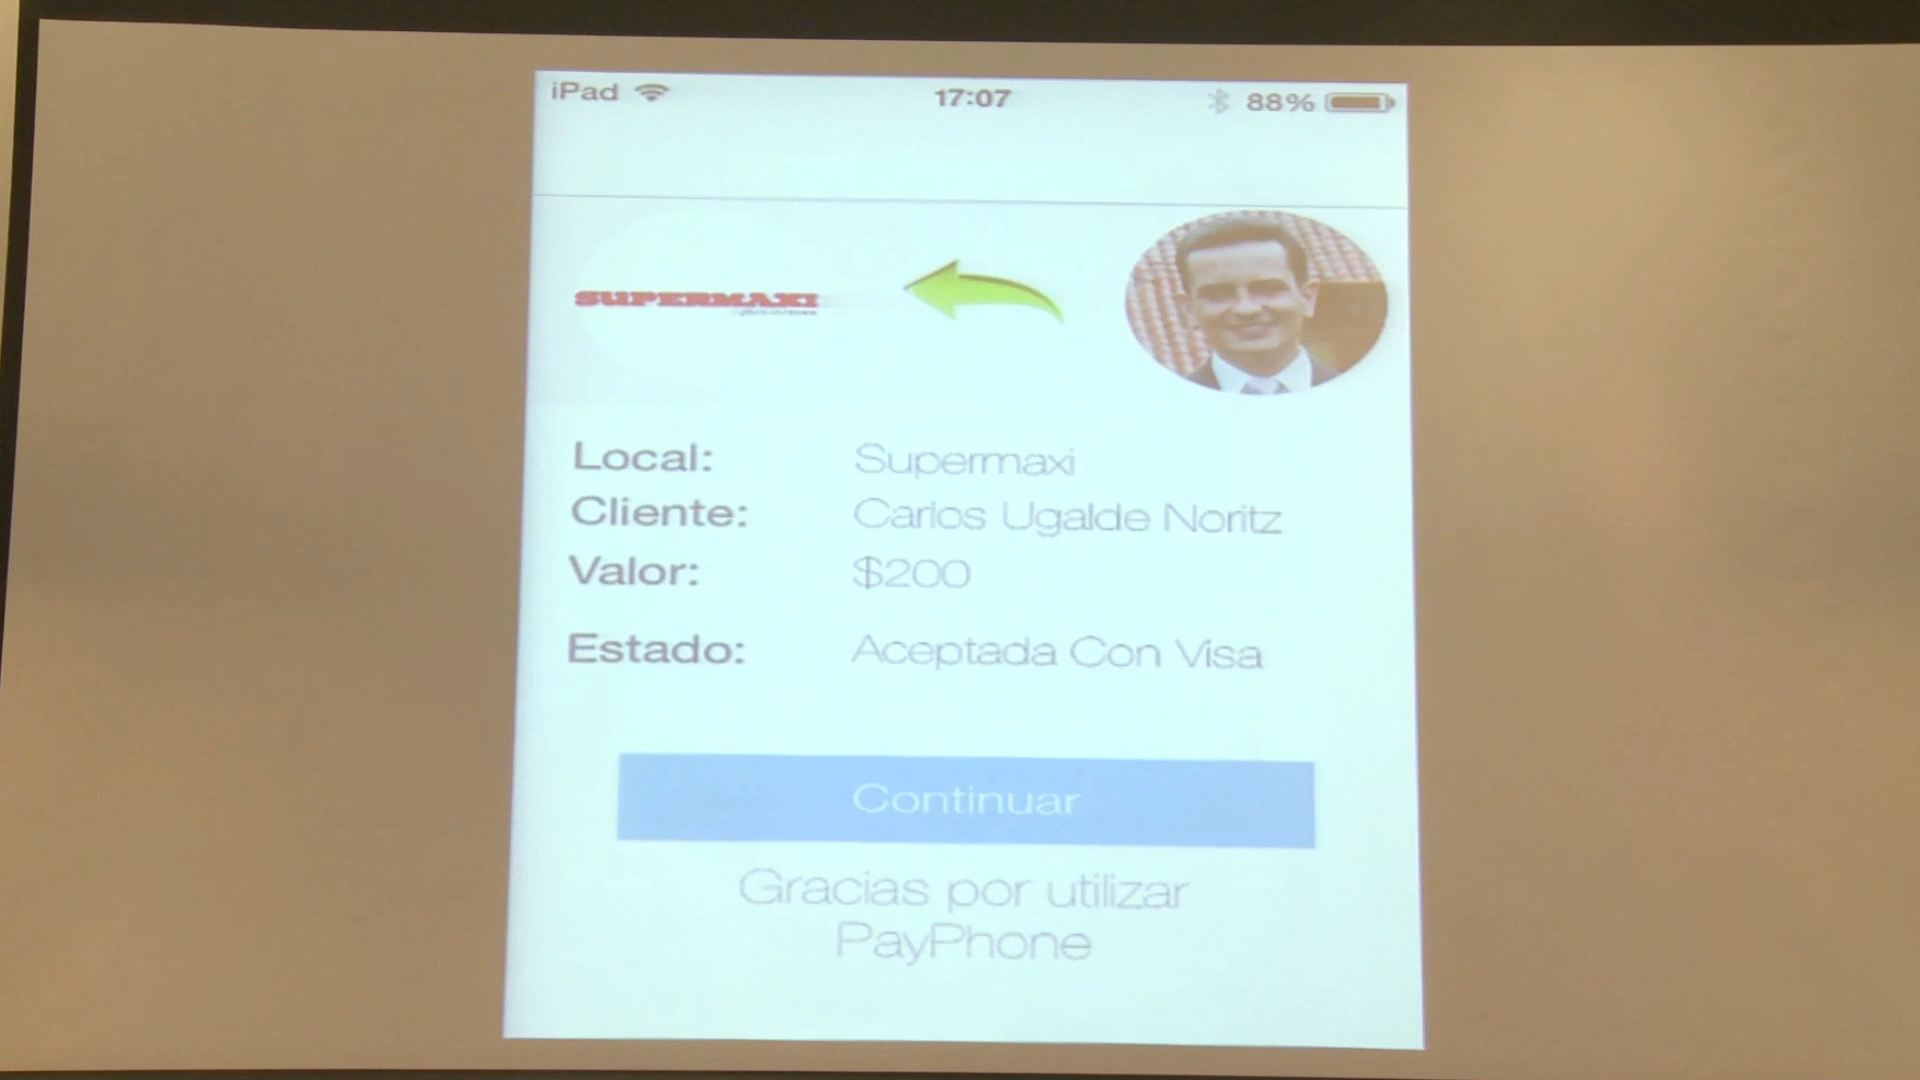 iPad 17:07 88%
SUPERMAXI
Local: Supermaxi
Cliente: Carlos Ugalde Noritz
Valor: $200
Estado: Aceptada Con Visa
Continuar
Gracias por utilizar
PayPhone